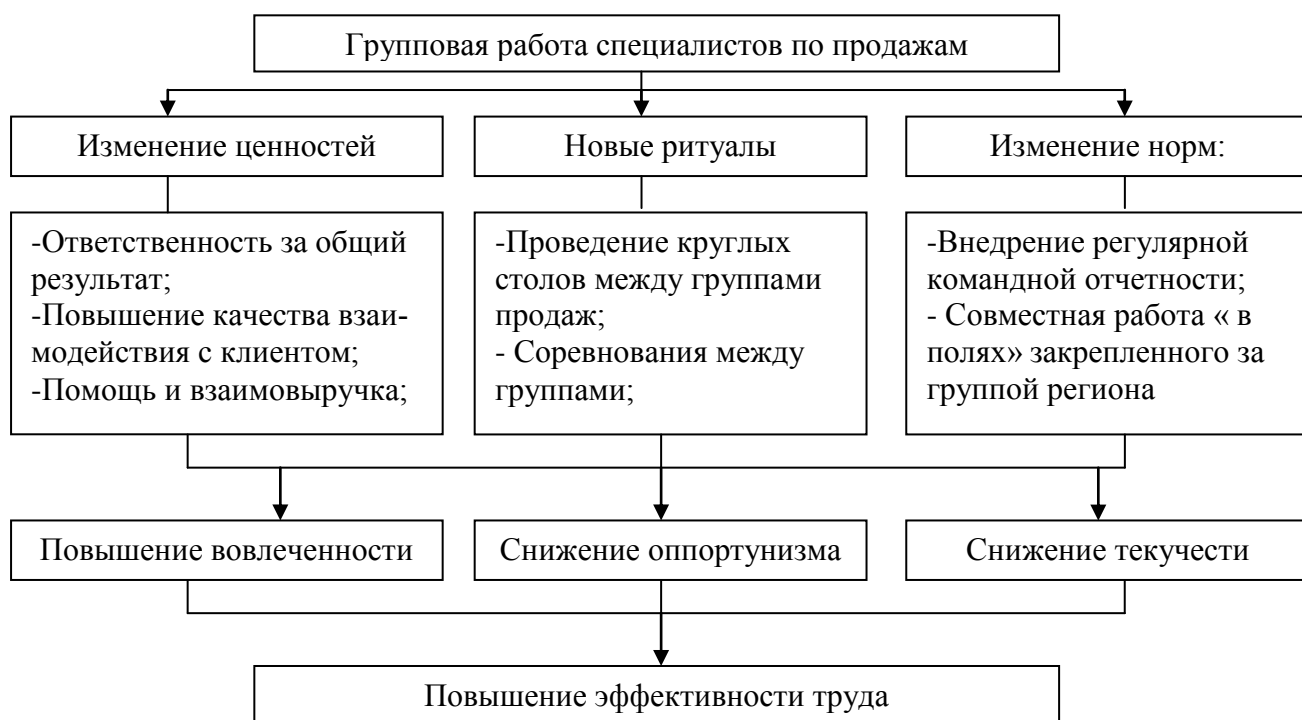 Групповая работа специалистов по продажам
Изменение ценностей
Новые ритуалы
Изменение норм:
-Ответственность за общий
результат;
-Повышение качества взаи-
модействия с клиентом;
-Помощь и взаимовыручка;
-Проведение круглых
столов между группами
продаж;
- Соревнования между
группами;
-Внедрение регулярной
командной отчетности;
- Совместная работа « в
полях» закрепленного за
группой региона
Повышение вовлеченности
Снижение оппортунизма
Снижение текучести
Повышение эффективности труда